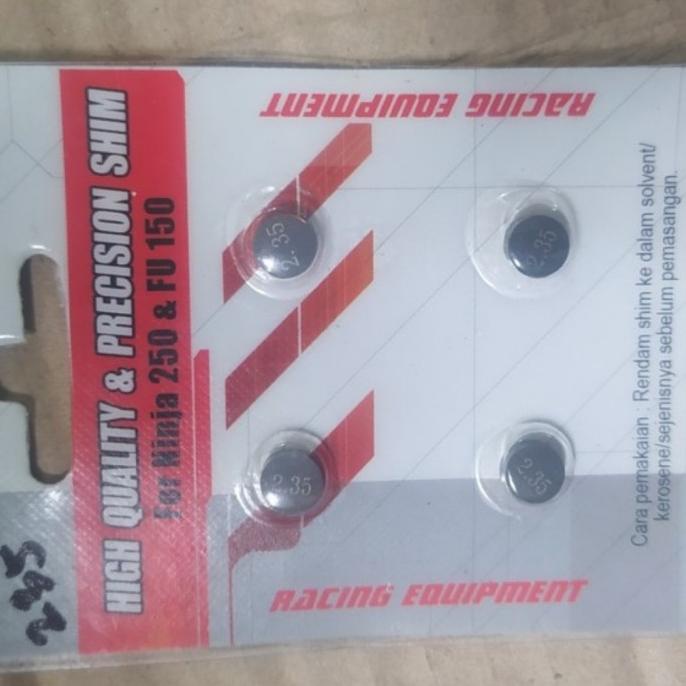 HIGH QUALITY & PRECISION SHIM
For Ninja 250 & FU 150
RACING EQUIPMENT
2.35
2.35
2.35
2.35
RACING EQUIPMENT
Cara pemakaian : Rendam shim ke dalam solvent/
kerosene/sejenisnya sebelum pemasangan.
235